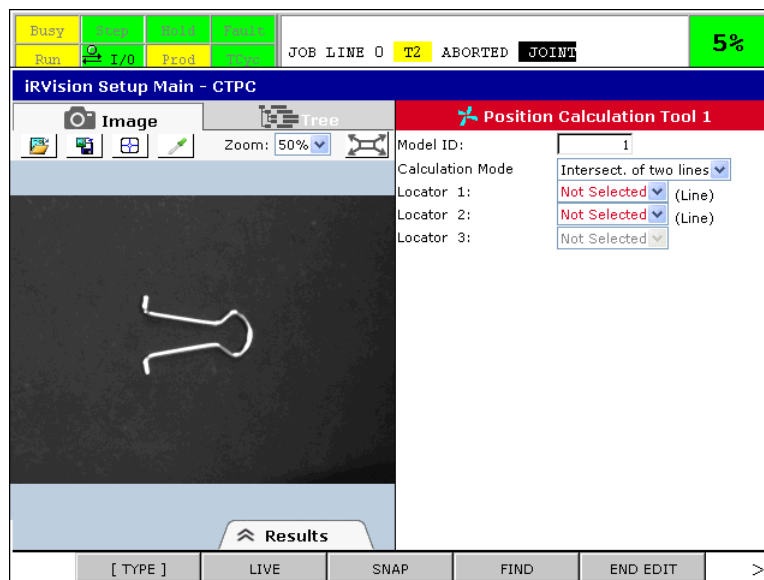 Busy Step Hold Fault
Run I/O Prod TCyc
JOB LINE 0 T2 ABORTED JOINT
5%
iRVision Setup Main - CTPC
Image Tree
Zoom: 50%
Position Calculation Tool 1
Model ID: 1
Calculation Mode Intersect. of two lines
Locator 1: Not Selected (Line)
Locator 2: Not Selected (Line)
Locator 3: Not Selected
Results
[ TYPE ] LIVE SNAP FIND END EDIT >